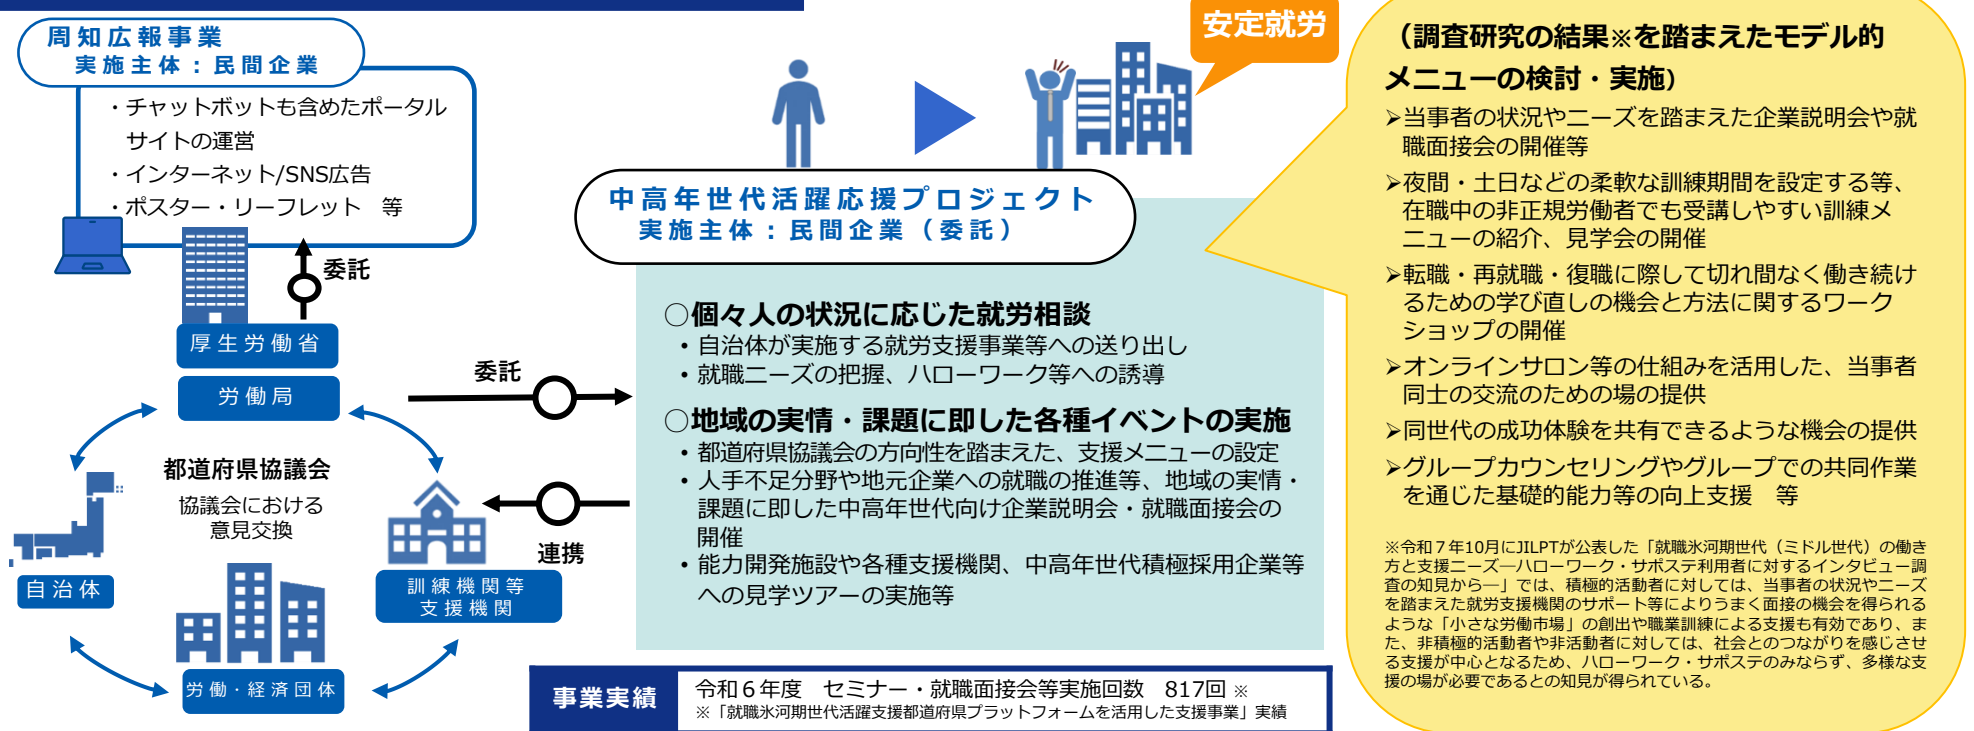 周知広報事業
実施主体：民間企業
・チャットボットも含めたポータル
サイトの運営
・インターネット/SNS広告
・ポスター・リーフレット　等
委託
厚生労働省
労働局
都道府県協議会
協議会における
意見交換
自治体
労働・経済団体
訓練機関等
支援機関
委託
連携
安定就労
中高年世代活躍応援プロジェクト
実施主体：民間企業（委託）
○個々人の状況に応じた就労相談
・自治体が実施する就労支援事業等への送り出し
・就職ニーズの把握、ハローワーク等への誘導
○地域の実情・課題に即した各種イベントの実施
・都道府県協議会の方向性を踏まえた、支援メニューの設定
・人手不足分野や地元企業への就職の推進等、地域の実情・
課題に即した中高年世代向け企業説明会・就職面接会の
開催
・能力開発施設や各種支援機関、中高年世代積極採用企業等
への見学ツアーの実施等
事業実績
令和６年度　セミナー・就職面接会等実施回数　817回 ※
※「就職氷河期世代活躍支援都道府県プラットフォームを活用した支援事業」実績
（調査研究の結果※を踏まえたモデル的
メニューの検討・実施）
➢当事者の状況やニーズを踏まえた企業説明会や就
職面接会の開催等
➢夜間・土日などの柔軟な訓練期間を設定する等、
在職中の非正規労働者でも受講しやすい訓練メ
ニューの紹介、見学会の開催
➢転職・再就職・復職に際して切れ間なく働き続け
るための学び直しの機会と方法に関するワーク
ショップの開催
➢オンラインサロン等の仕組みを活用した、当事者
同士の交流のための場の提供
➢同世代の成功体験を共有できるような機会の提供
➢グループカウンセリングやグループでの共同作業
を通じた基礎的能力等の向上支援　等
※令和７年10月にJILPTが公表した「就職氷河期世代（ミドル世代）の働き
方と支援ニーズ―ハローワーク・サポステ利用者に対するインタビュー調
査の知見から―」では、積極的活動者に対しては、当事者の状況やニーズ
を踏まえた就労支援機関のサポート等によりうまく面接の機会を得られる
ような「小さな労働市場」の創出や職業訓練による支援も有効であり、ま
た、非積極的活動者や非活動者に対しては、社会とのつながりを感じさせ
る支援が中心となるため、ハローワーク・サポステのみならず、多様な支
援の場が必要であるとの知見が得られている。